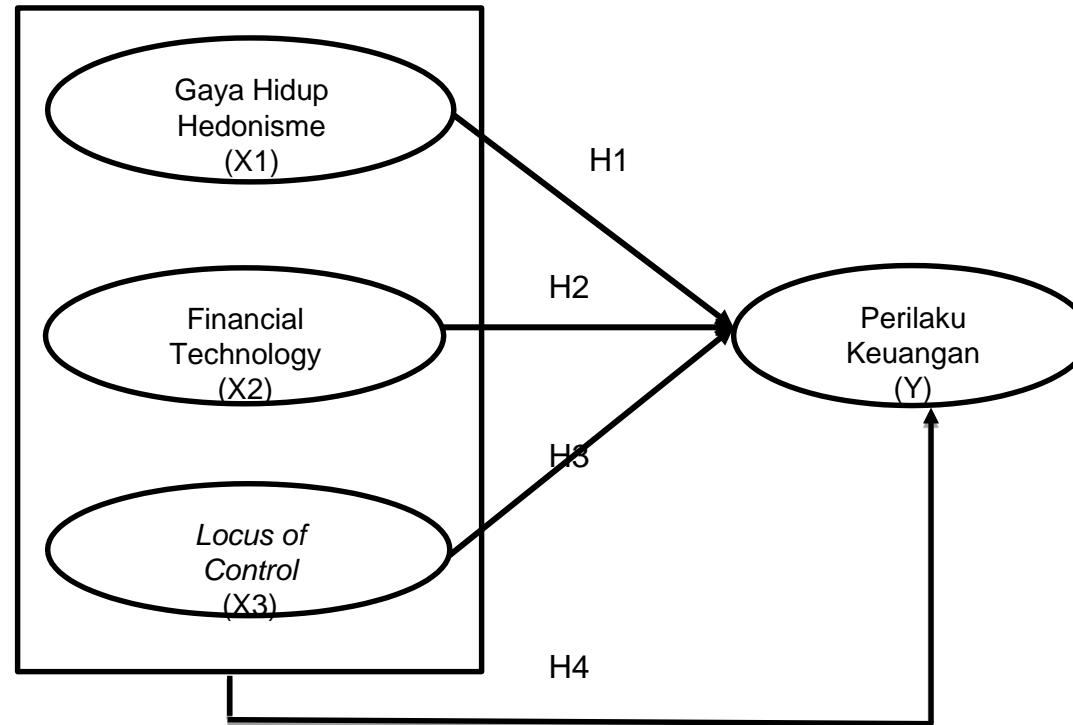 Gaya Hidup
Hedonisme
(X1)
H1
Financial
Technology
(X2)
H2
Perilaku
Keuangan
(Y)
H3
Locus of
Control
(X3)
H4